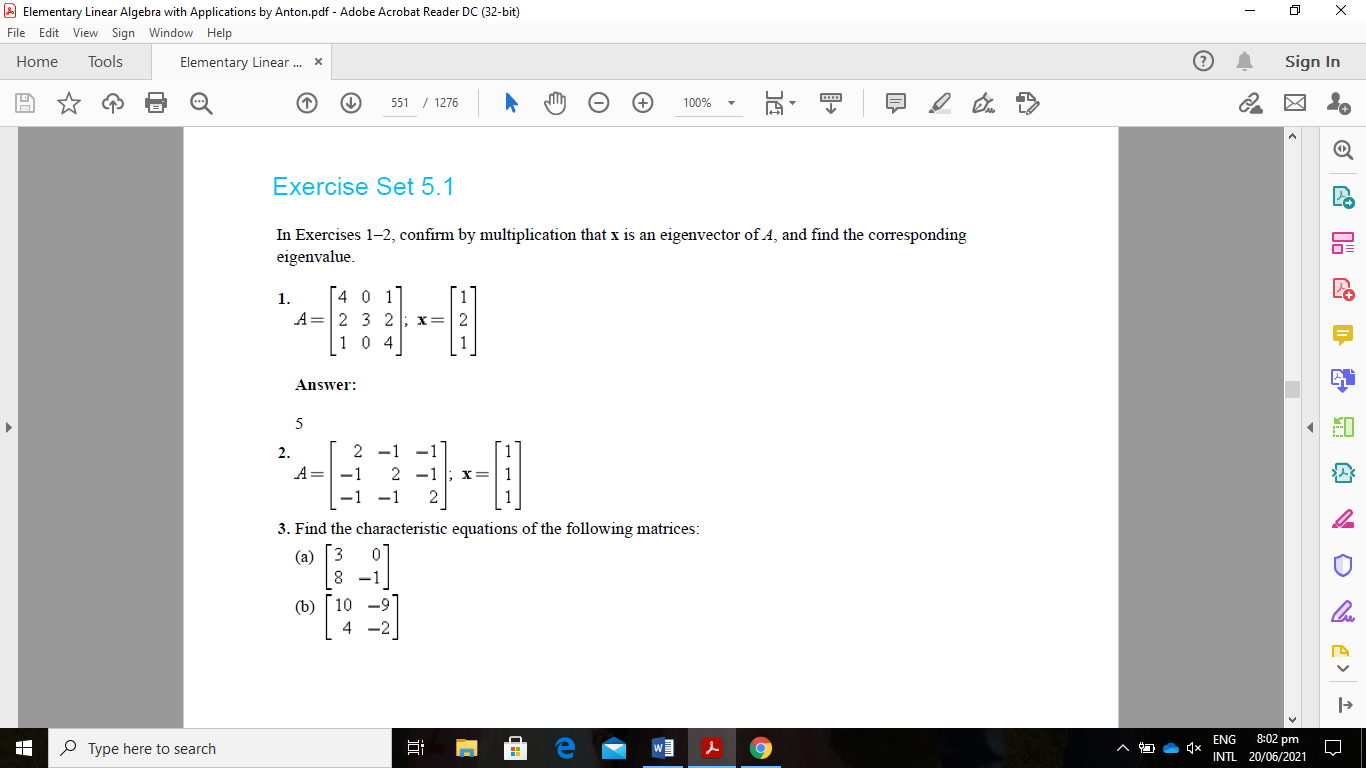 Elementary Linear Algebra with Applications by Anton.pdf - Adobe Acrobat Reader DC (32-bit)
File Edit View Sign Window Help
Home Tools Elementary Linear ... × Sign In
551 / 1276 100%
Exercise Set 5.1
In Exercises 1–2, confirm by multiplication that x is an eigenvector of A, and find the corresponding
eigenvalue.
1.
4 0 1 1
A= 2 3 2 ; x= 2
1 0 4 1
Answer:
5
2.
2 −1 −1 1
A= −1 2 −1 ; x= 1
−1 −1 2 1
3. Find the characteristic equations of the following matrices:
(a) 3 0
8 −1
(b) 10 −9
4 −2
Type here to search
ENG 8:02 pm
INTL 20/06/2021